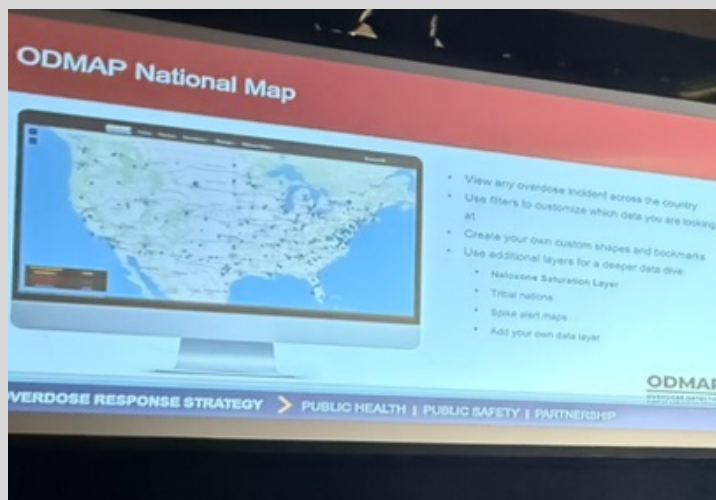 ODMAP National Map
View any overdose incident across the country
Use filters to customize which data you are looking
at
Create your own custom shapes and bookmarks
Use additional layers for a deeper data dive
Naloxone Saturation Layer
Tribal nations
Spike alert maps
Add your own data layer
ODMAP
OVERDOSE RESPONSE STRATEGY > PUBLIC HEALTH | PUBLIC SAFETY | PARTNERSHIP